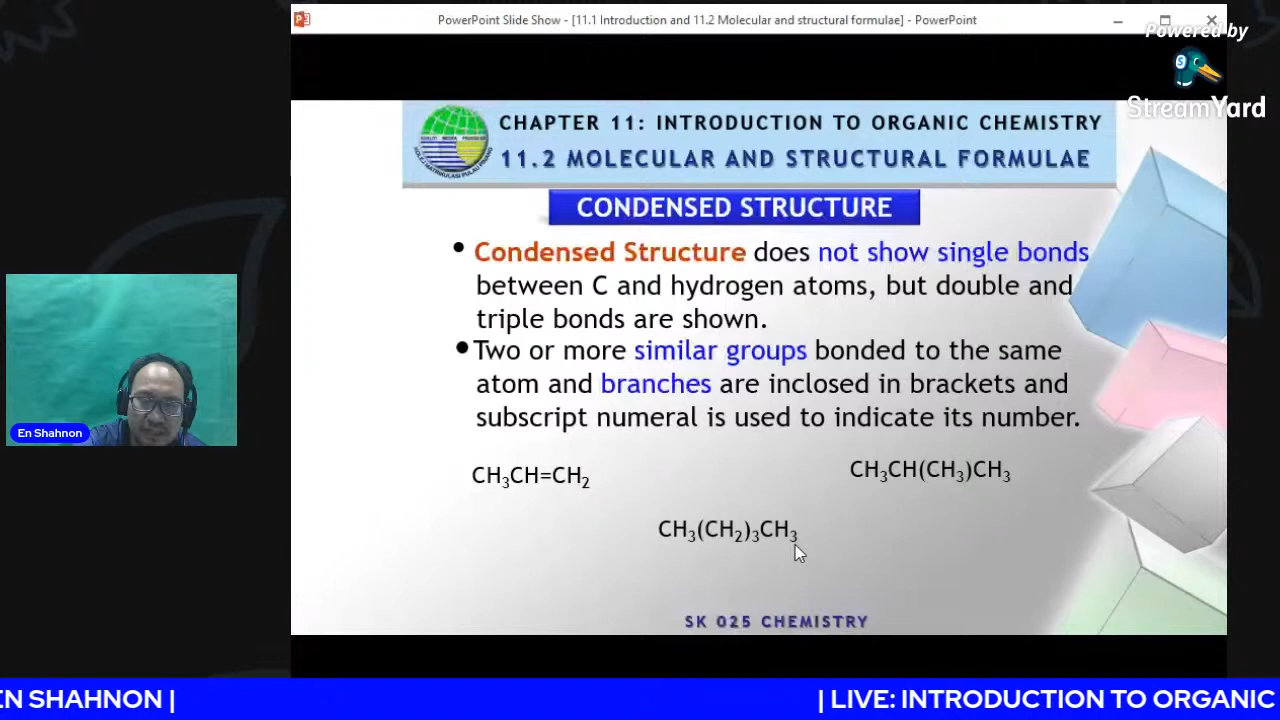 PowerPoint Slide Show - [11.1 Introduction and 11.2 Molecular and structural formulae] - PowerPoint
Powered by
StreamYard
CHAPTER 11: INTRODUCTION TO ORGANIC CHEMISTRY
11.2 MOLECULAR AND STRUCTURAL FORMULAE
CONDENSED STRUCTURE
• Condensed Structure does not show single bonds
between C and hydrogen atoms, but double and
triple bonds are shown.
• Two or more similar groups bonded to the same
atom and branches are inclosed in brackets and
subscript numeral is used to indicate its number.
CH₃CH=CH₂
CH₃CH(CH₃)CH₃
CH₃(CH₂)₃CH₃
En Shahnon
SK 025 CHEMISTRY
EN SHAHNON |
| LIVE: INTRODUCTION TO ORGANIC